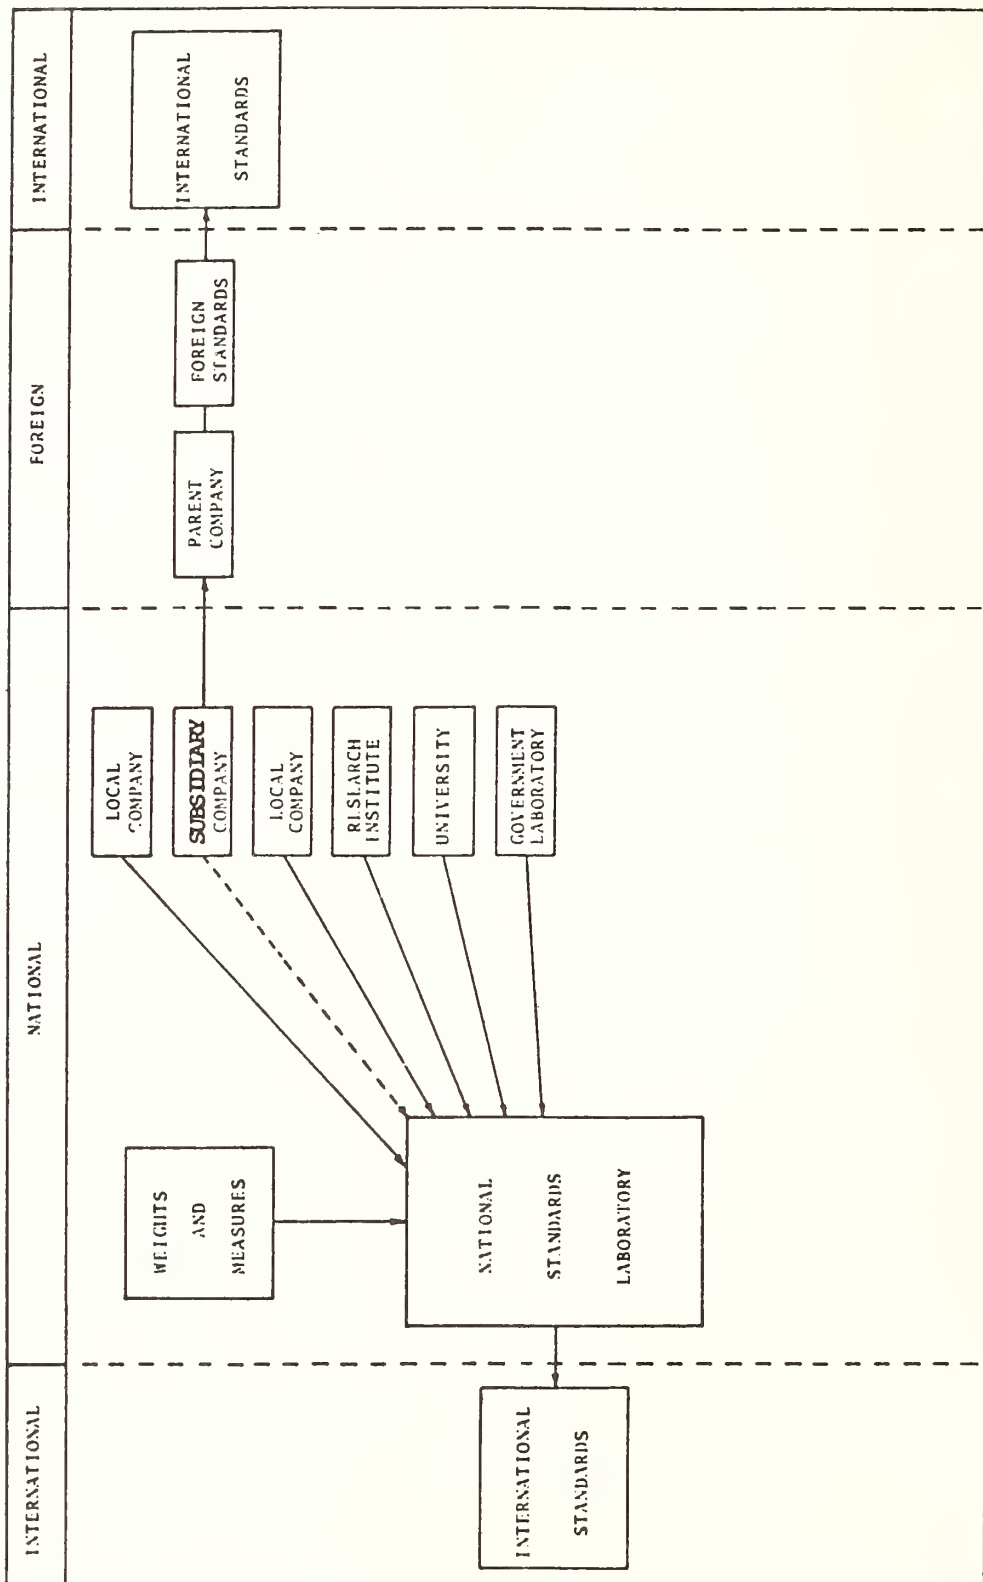 INTERNATIONAL
NATIONAL
FOREIGN
INTERNATIONAL
INTERNATIONAL
STANDARDS
WEIGHTS
AND
MEASURES
NATIONAL
STANDARDS
LABORATORY
LOCAL
COMPANY
SUBSIDIARY
COMPANY
LOCAL
COMPANY
RESEARCH
INSTITUTE
UNIVERSITY
GOVERNMENT
LABORATORY
PARENT
COMPANY
FOREIGN
STANDARDS
INTERNATIONAL
STANDARDS